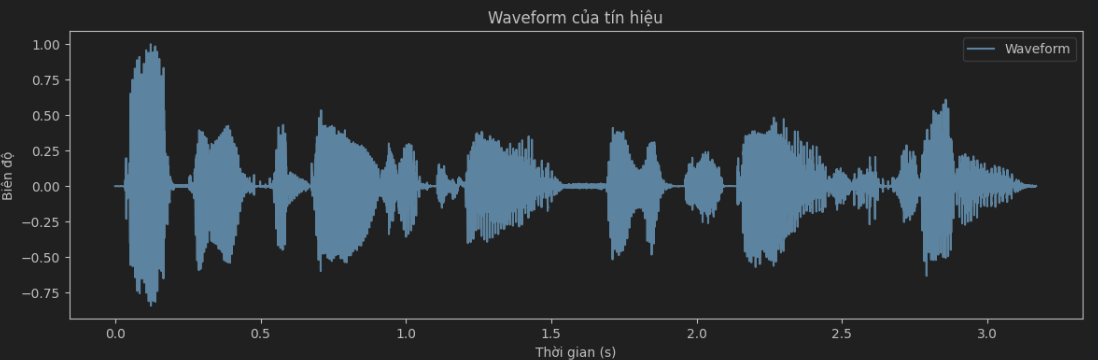 Waveform của tín hiệu
Waveform
Biên độ
1.00
0.75
0.50
0.25
0.00
−0.25
−0.50
−0.75
0.0 0.5 1.0 1.5 2.0 2.5 3.0
Thời gian (s)